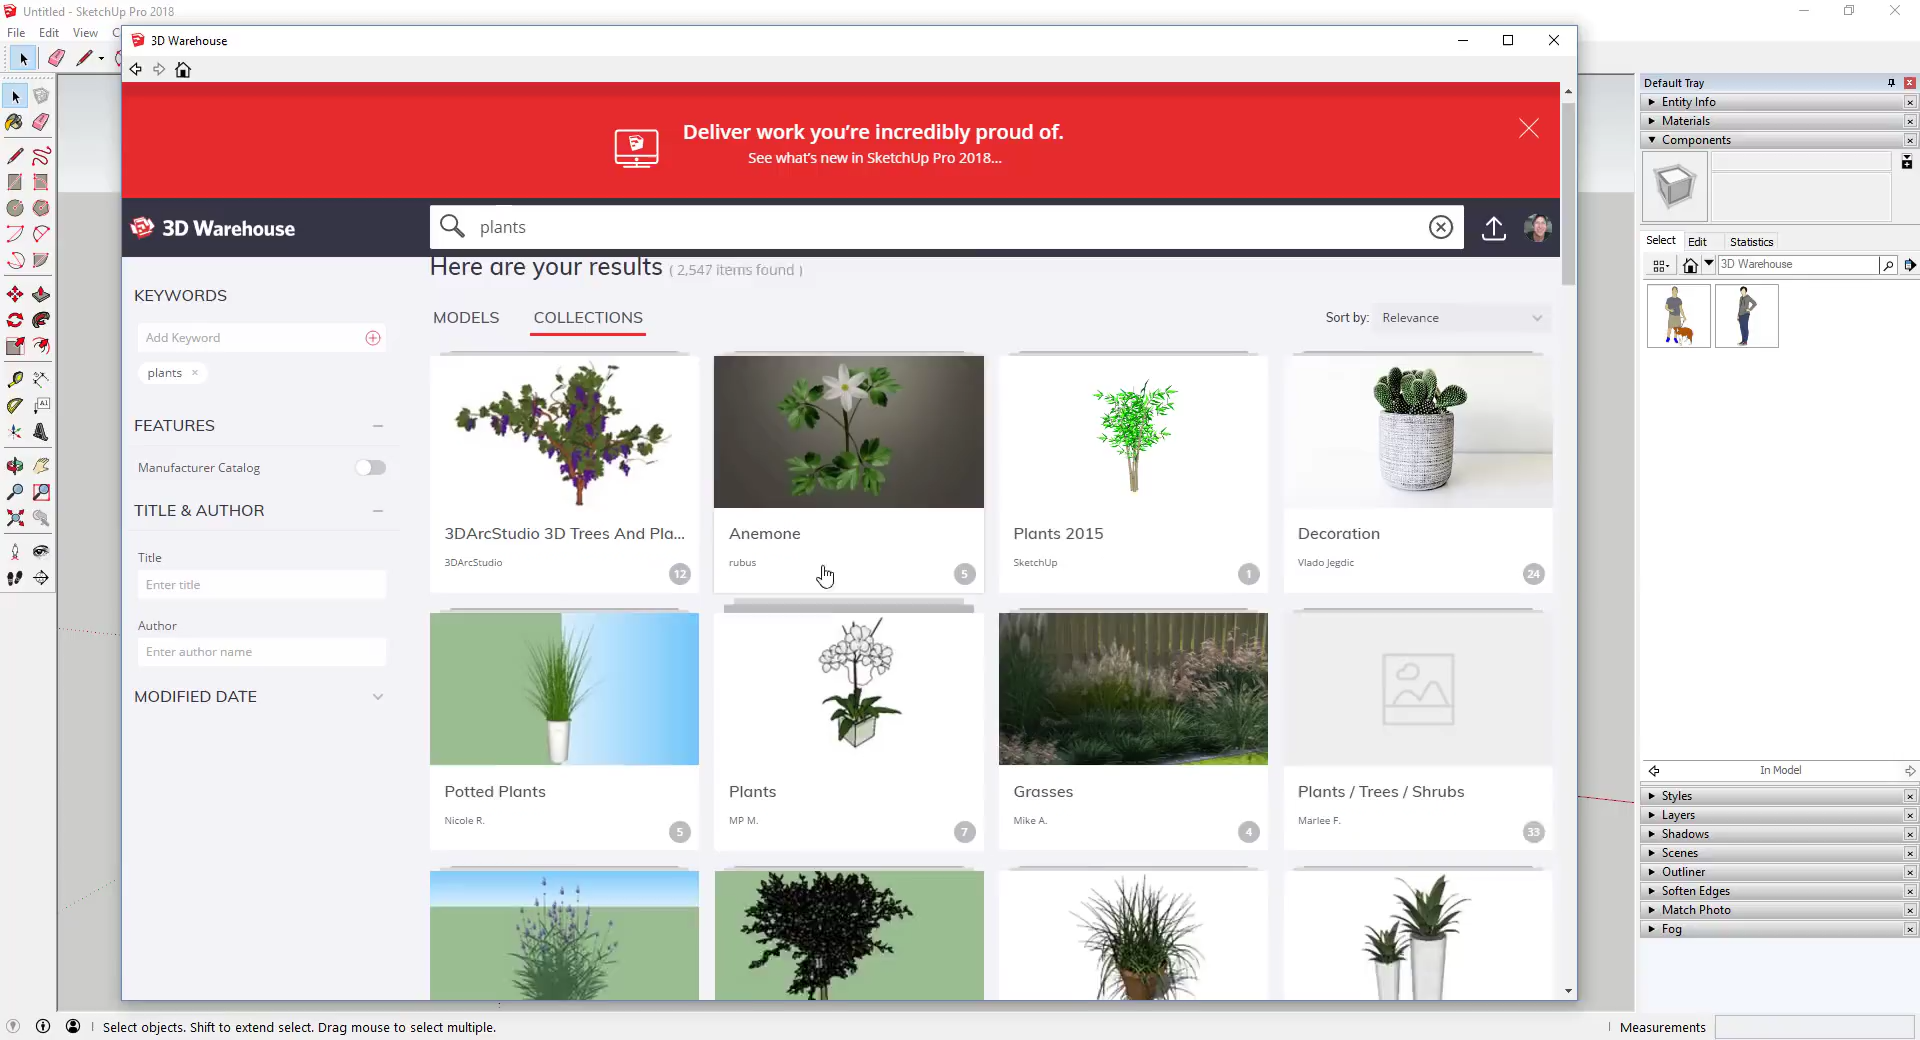 Untitled - SketchUp Pro 2018
File Edit View C
3D Warehouse
Deliver work you're incredibly proud of.
See what's new in SketchUp Pro 2018...
3D Warehouse
plants
Here are your results ( 2,547 items found )
KEYWORDS
Add Keyword
plants ×
FEATURES
Manufacturer Catalog
TITLE & AUTHOR
Title
Enter title
Author
Enter author name
MODIFIED DATE
MODELS COLLECTIONS
Sort by: Relevance
3DArcStudio 3D Trees And Pla...
3DArcStudio
12
Anemone
rubus
5
Plants 2015
SketchUp
1
Decoration
Vlado Jegdic
24
Potted Plants
Nicole R.
5
Plants
MP M.
7
Grasses
Mike A.
4
Plants / Trees / Shrubs
Marlee F.
33
Default Tray
Entity Info
Materials
Components
Select Edit Statistics
3D Warehouse
In Model
Styles
Layers
Shadows
Scenes
Outliner
Soften Edges
Match Photo
Fog
Select objects. Shift to extend select. Drag mouse to select multiple.
Measurements